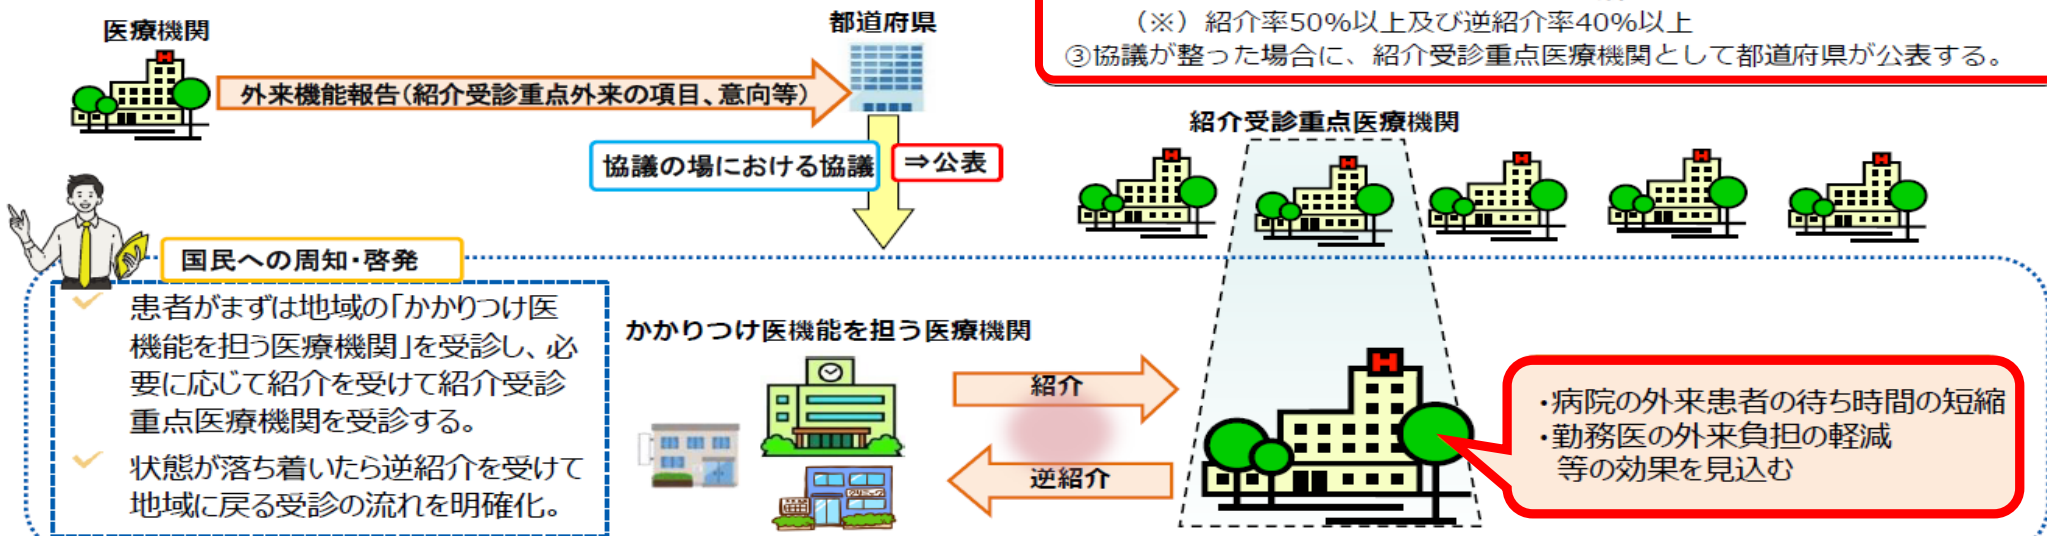 医療機関
都道府県
（※）紹介率50%以上及び逆紹介率40%以上
③協議が整った場合に、紹介受診重点医療機関として都道府県が公表する。
外来機能報告(紹介受診重点外来の項目、意向等)
協議の場における協議
⇒公表
紹介受診重点医療機関
国民への周知・啓発
患者がまずは地域の「かかりつけ医
機能を担う医療機関」を受診し、必
要に応じて紹介を受けて紹介受診
重点医療機関を受診する。
状態が落ち着いたら逆紹介を受けて
地域に戻る受診の流れを明確化。
かかりつけ医機能を担う医療機関
紹介
逆紹介
・病院の外来患者の待ち時間の短縮
・勤務医の外来負担の軽減
等の効果を見込む
H
H
H
H
H
H
H